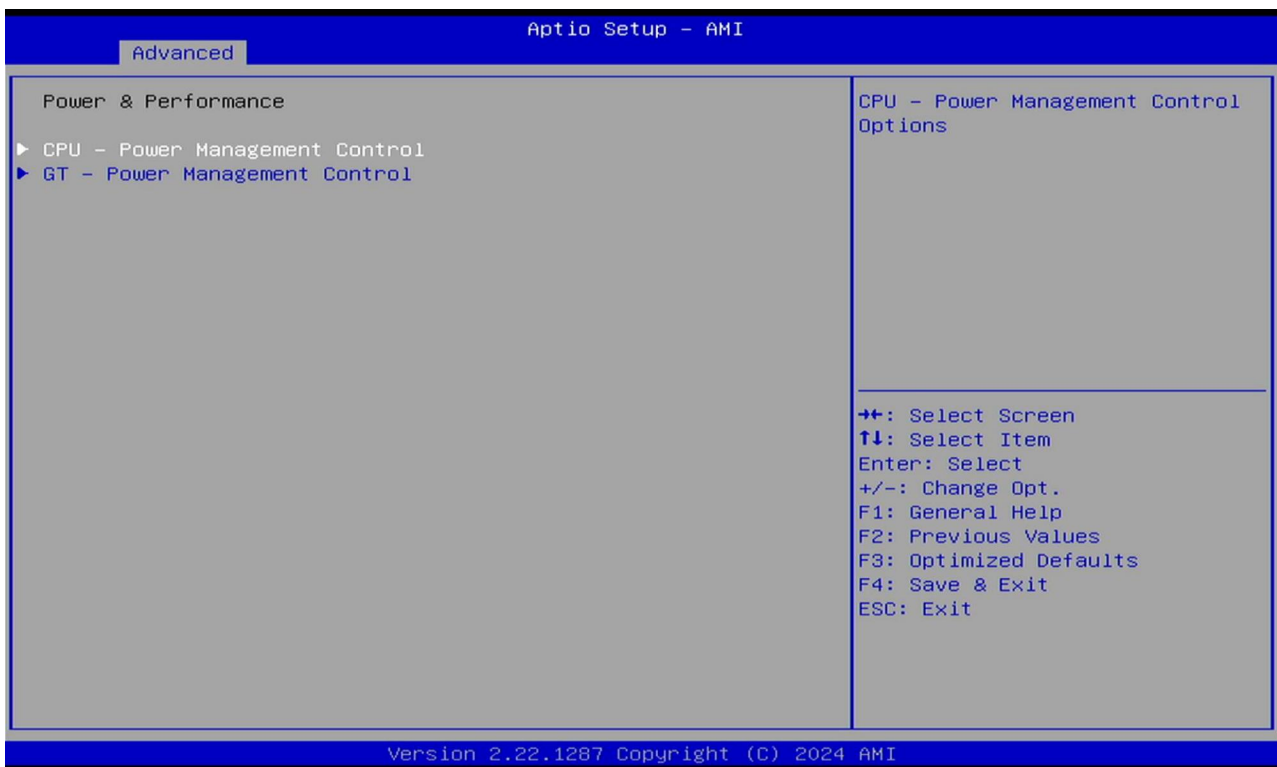 Aptio Setup – AMI
Advanced
Power & Performance
▶ CPU – Power Management Control
▶ GT – Power Management Control
CPU – Power Management Control
Options
→←: Select Screen
↑↓: Select Item
Enter: Select
+/-: Change Opt.
F1: General Help
F2: Previous Values
F3: Optimized Defaults
F4: Save & Exit
ESC: Exit
Version 2.22.1287 Copyright (C) 2024 AMI